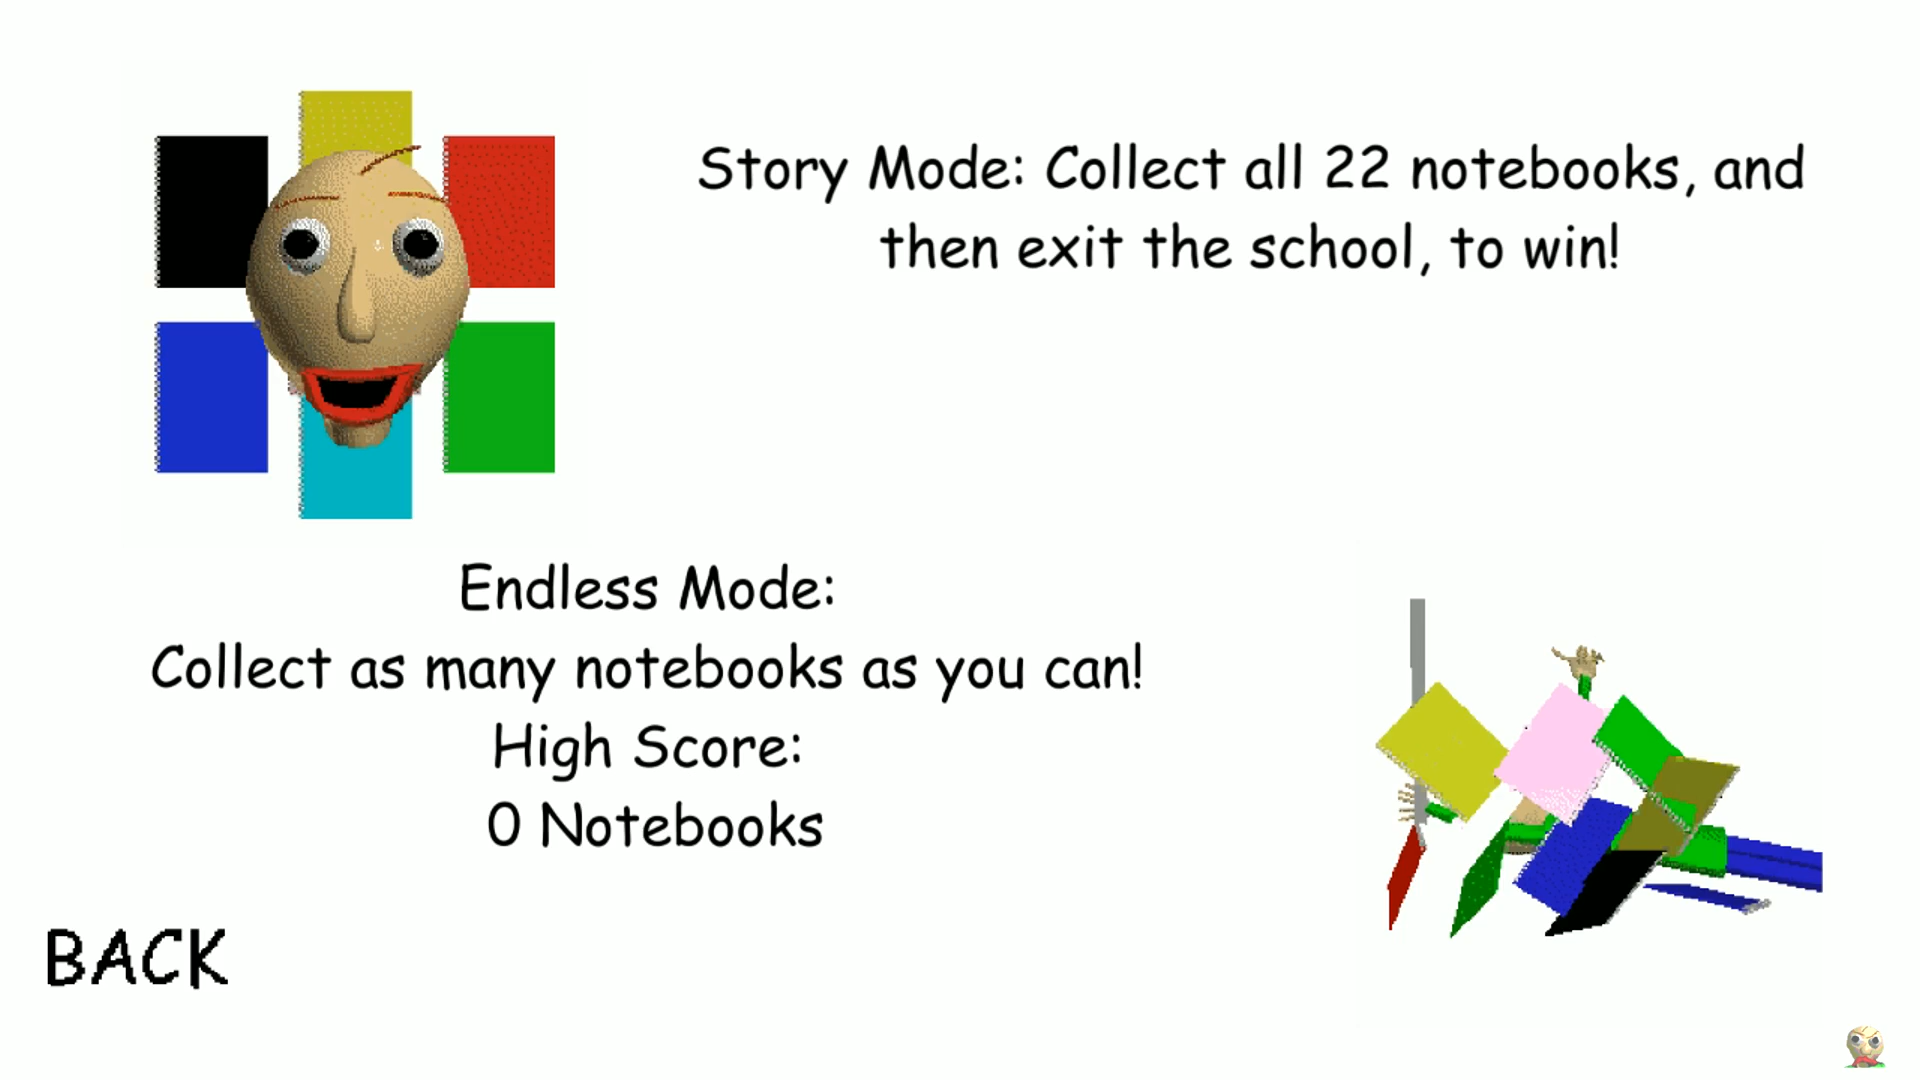 Story Mode: Collect all 22 notebooks, and
then exit the school, to win!
Endless Mode:
Collect as many notebooks as you can!
High Score:
0 Notebooks
BACK